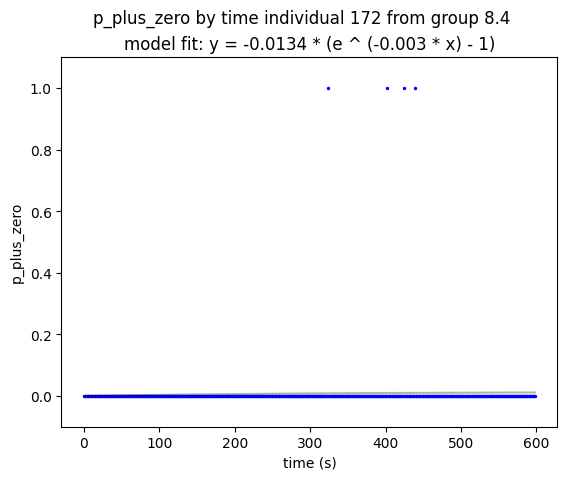 p_plus_zero by time individual 172 from group 8.4
model fit: y = -0.0134 * (e ^ (-0.003 * x) - 1)
1.0
0.8
0.6
0.4
0.2
0.0
p_plus_zero
0 100 200 300 400 500 600
time (s)